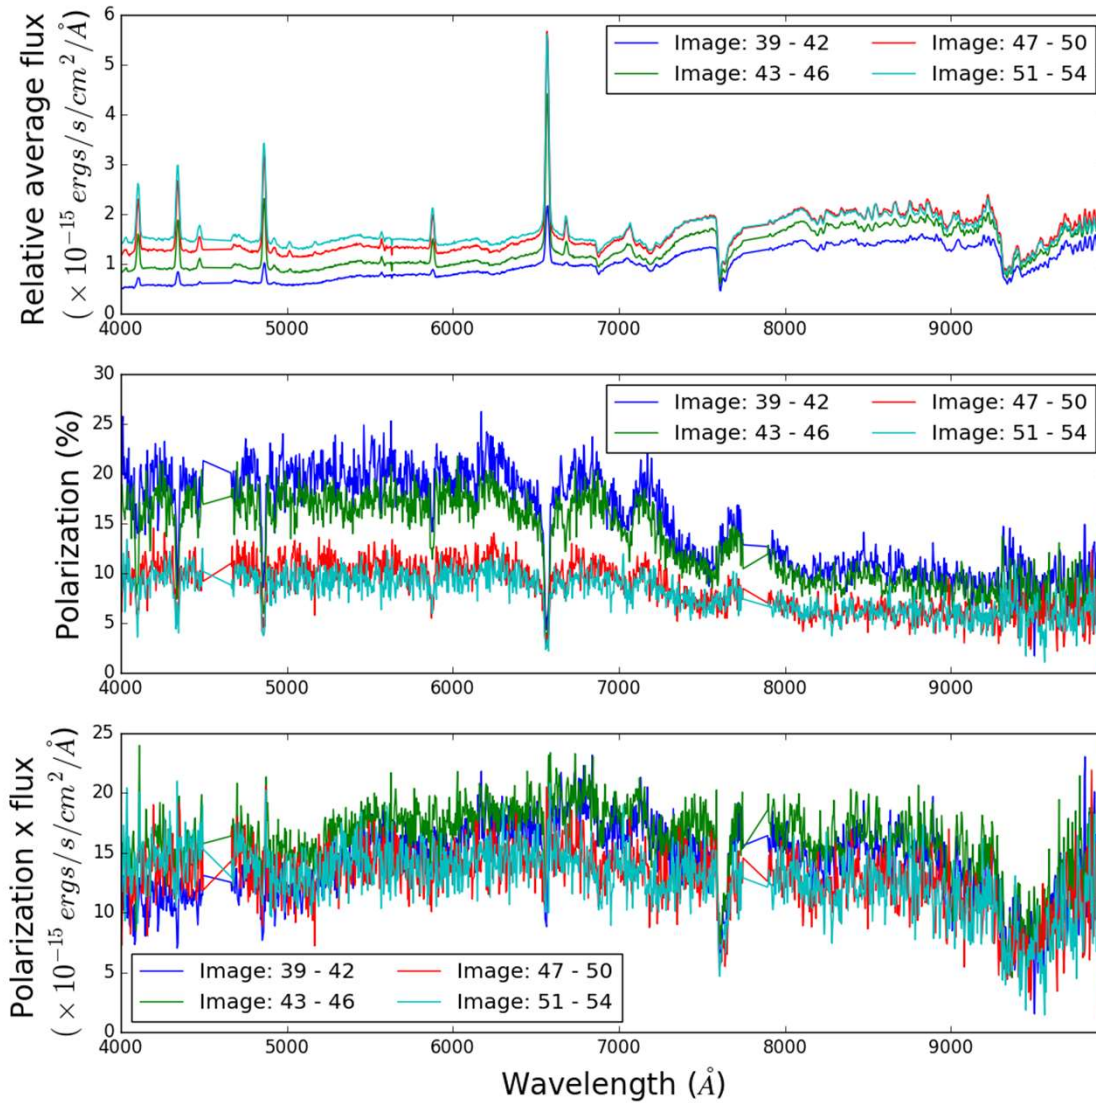 Relative average flux
(× 10⁻¹⁵ ergs/s/cm²/Å)
6
5
4
3
2
1
0
Image: 39 - 42
Image: 43 - 46
Image: 47 - 50
Image: 51 - 54
4000 5000 6000 7000 8000 9000
Polarization (%)
30
25
20
15
10
5
0
Image: 39 - 42
Image: 43 - 46
Image: 47 - 50
Image: 51 - 54
4000 5000 6000 7000 8000 9000
Polarization x flux
(× 10⁻¹⁵ ergs/s/cm²/Å)
25
20
15
10
5
0
Image: 39 - 42
Image: 43 - 46
Image: 47 - 50
Image: 51 - 54
4000 5000 6000 7000 8000 9000
Wavelength (Å)